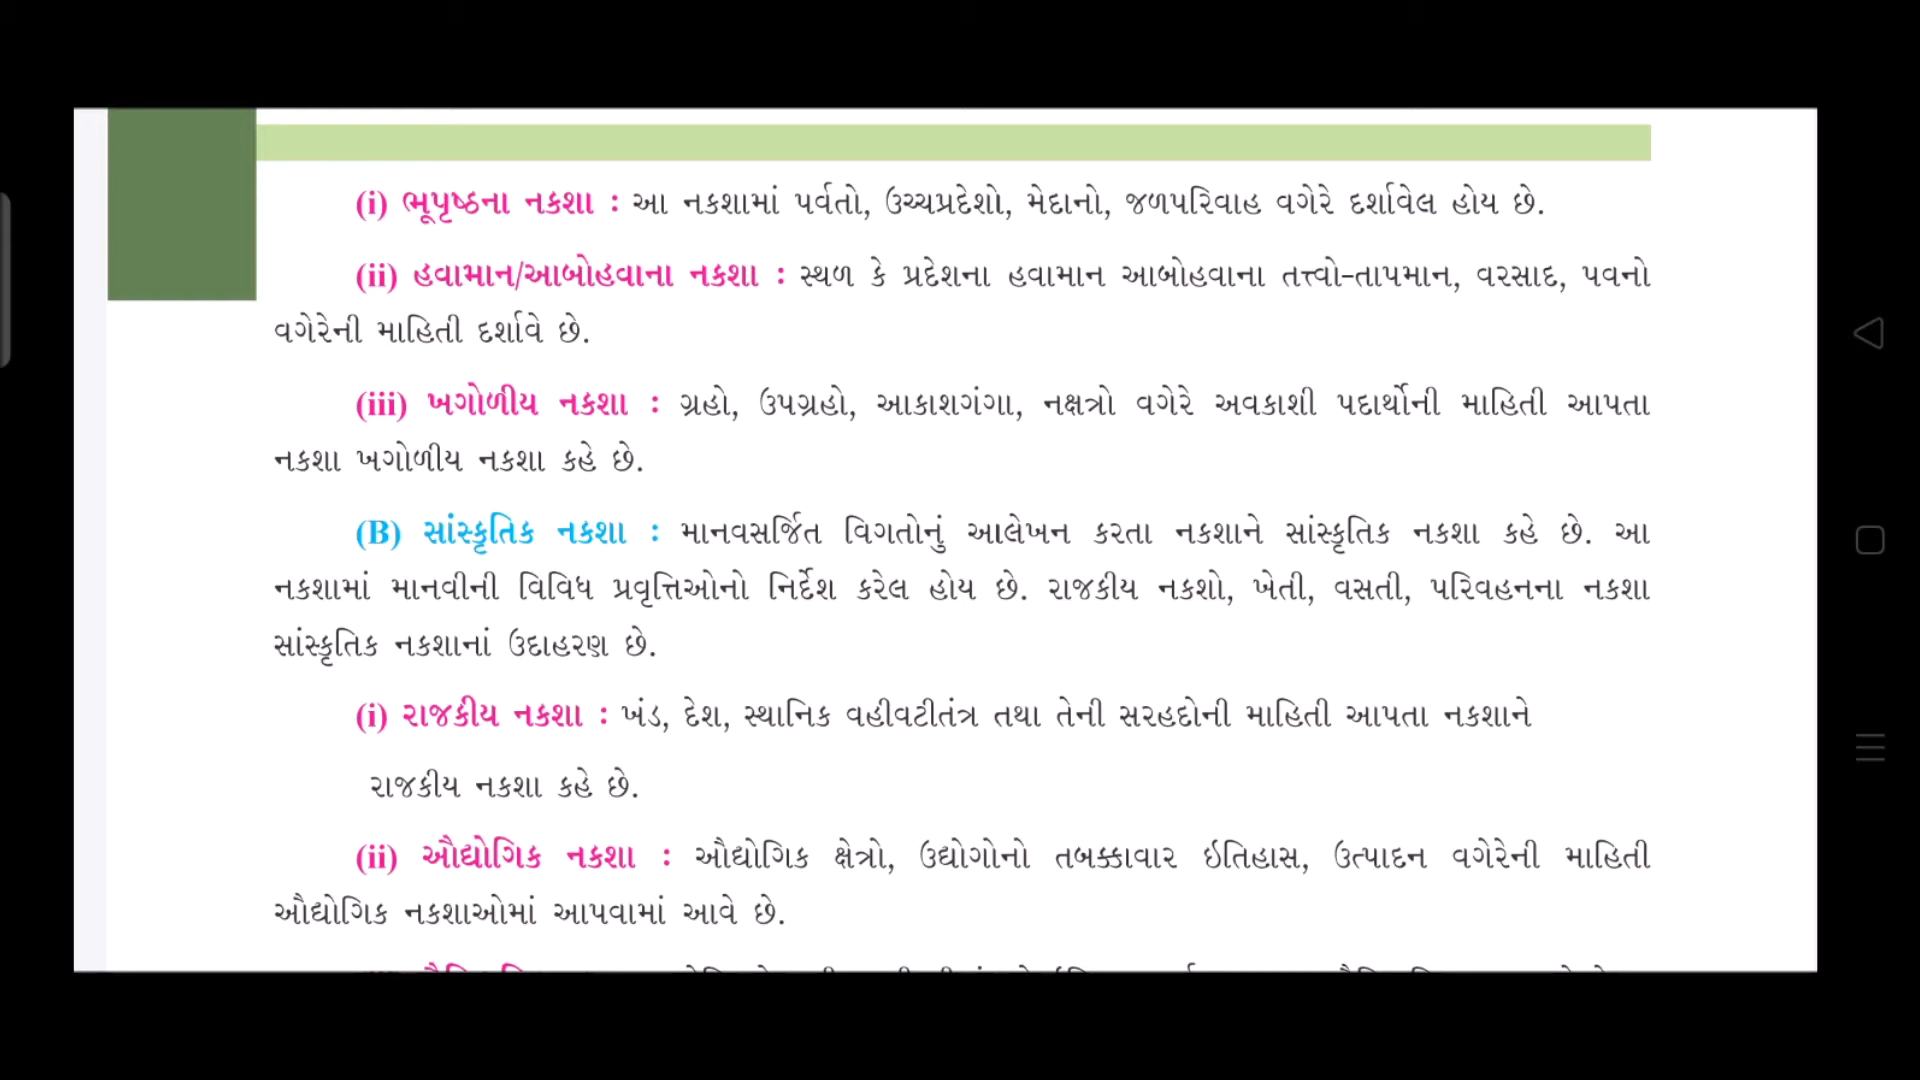 (i) ભૂપૃષ્ઠના નકશા : આ નકશામાં પર્વતો, ઉચ્ચપ્રદેશો, મેદાનો, જળપરિવાહ વગેરે દર્શાવેલ હોય છે.
(ii) હવામાન/આબોહવાના નકશા : સ્થળ કે પ્રદેશના હવામાન આબોહવાના તત્ત્વો-તાપમાન, વરસાદ, પવનો
વગેરેની માહિતી દર્શાવે છે.
(iii) ખગોળીય નકશા : ગ્રહો, ઉપગ્રહો, આકાશગંગા, નક્ષત્રો વગેરે અવકાશી પદાર્થોની માહિતી આપતા
નકશા ખગોળીય નકશા કહે છે.
(B) સાંસ્કૃતિક નકશા : માનવસર્જિત વિગતોનું આલેખન કરતા નકશાને સાંસ્કૃતિક નકશા કહે છે. આ
નકશામાં માનવીની વિવિધ પ્રવૃત્તિઓનો નિર્દેશ કરેલ હોય છે. રાજકીય નકશો, ખેતી, વસતી, પરિવહનના નકશા
સાંસ્કૃતિક નકશાનાં ઉદાહરણ છે.
(i) રાજકીય નકશા : ખંડ, દેશ, સ્થાનિક વહીવટીતંત્ર તથા તેની સરહદોની માહિતી આપતા નકશાને
રાજકીય નકશા કહે છે.
(ii) ઔદ્યોગિક નકશા : ઔદ્યોગિક ક્ષેત્રો, ઉદ્યોગોનો તબક્કાવાર ઇતિહાસ, ઉત્પાદન વગેરેની માહિતી
ઔદ્યોગિક નકશાઓમાં આપવામાં આવે છે.